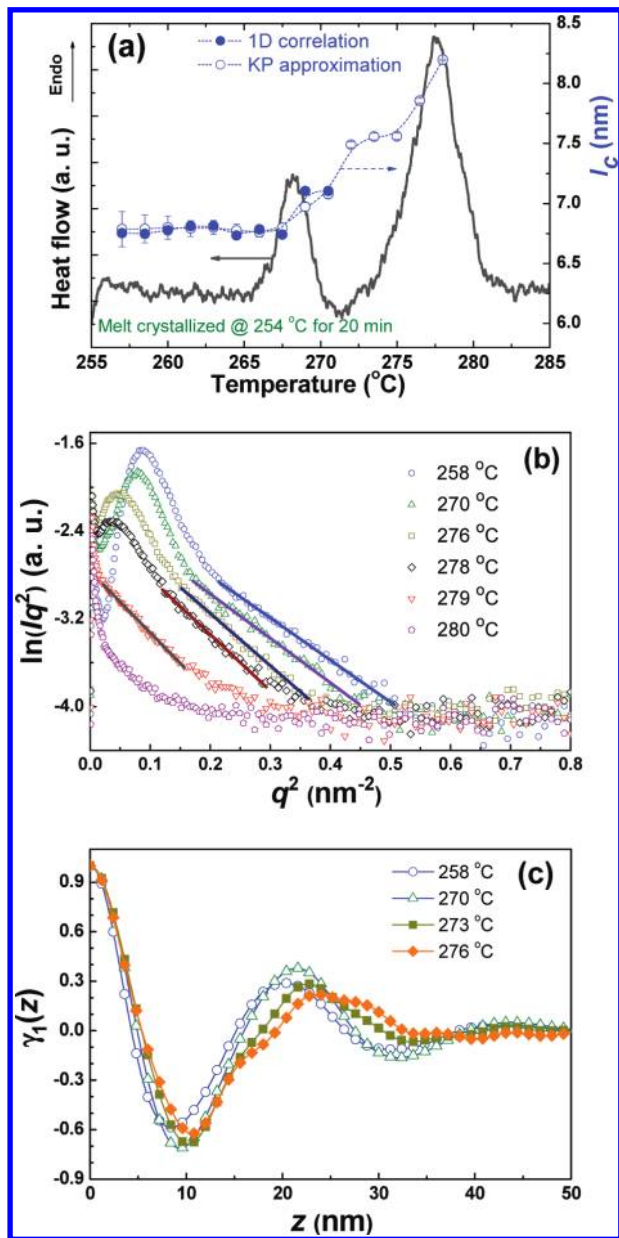 (a)
1D correlation
KP approximation
Endo
Heat flow (a. u.)
Melt crystallized @ 254 °C for 20 min
255 260 265 270 275 280 285
Temperature (°C)
8.5
8.0
7.5
7.0
6.5
6.0
l_c (nm)
(b)
ln(Iq²) (a. u.)
-1.6
-2.4
-3.2
-4.0
258 °C
270 °C
276 °C
278 °C
279 °C
280 °C
0.0 0.1 0.2 0.3 0.4 0.5 0.6 0.7 0.8
q² (nm⁻²)
(c)
γ₁(z)
0.9
0.6
0.3
0.0
-0.3
-0.6
-0.9
258 °C
270 °C
273 °C
276 °C
0 10 20 30 40 50
z (nm)